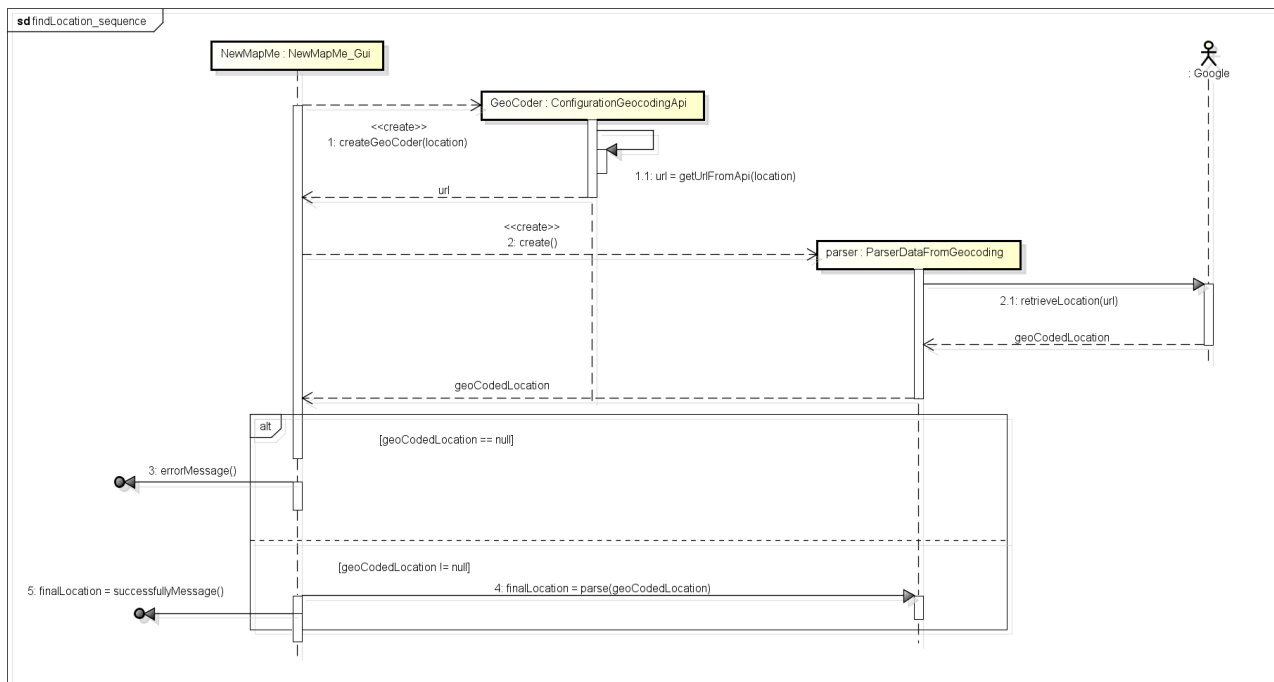 sd findLocation_sequence
NewMapMe : NewMapMe_Gui
: Google
GeoCoder : ConfigurationGeocodingApi
<<create>>
1: createGeoCoder(location)
1.1: url = getUrlFromApi(location)
url
<<create>>
2: create()
parser : ParserDataFromGeocoding
2.1: retrieveLocation(url)
geoCodedLocation
geoCodedLocation
alt
[geoCodedLocation == null]
3: errorMessage()
[geoCodedLocation != null]
4: finalLocation = parse(geoCodedLocation)
5: finalLocation = successfullyMessage()